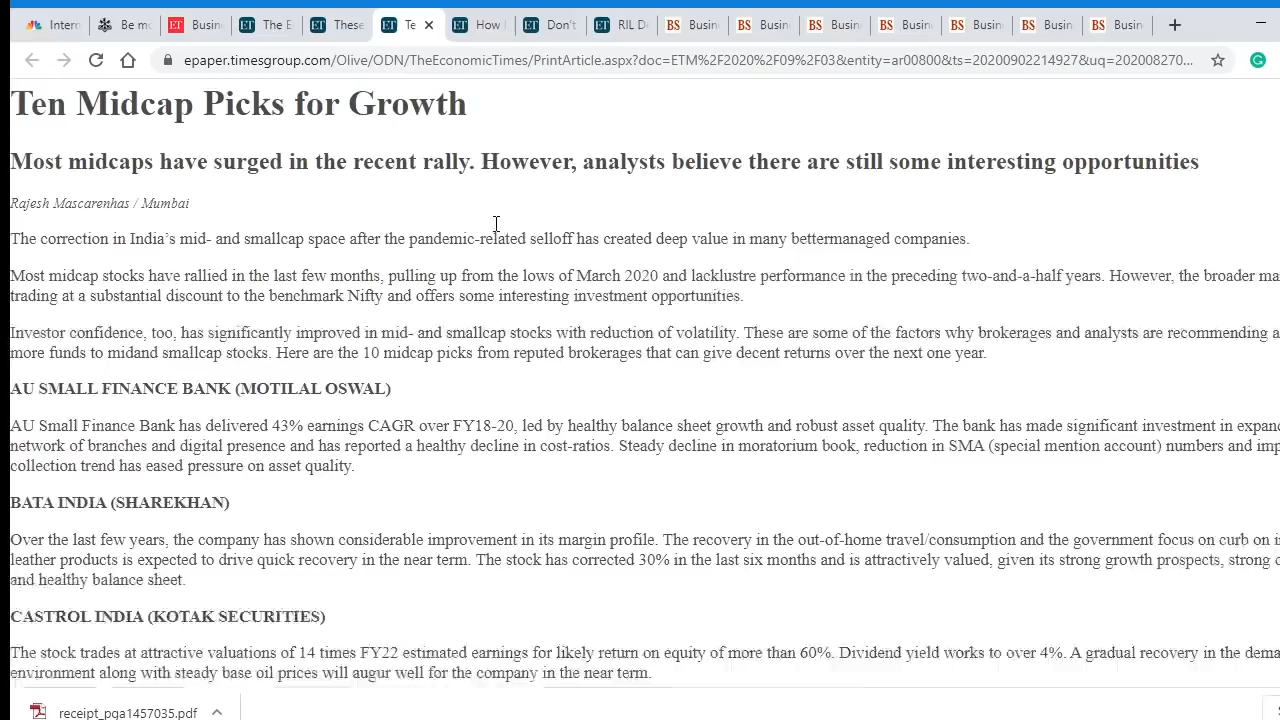 Intern
Be mo
ET Busin
ET The E
ET These
ET Te
ET How
ET Don't
ET RIL D
BS Busin
BS Busin
BS Busin
BS Busin
BS Busin
BS Busin
BS Busin
epaper.timesgroup.com/Olive/ODN/TheEconomicTimes/PrintArticle.aspx?doc=ETM%2F2020%2F09%2F03&entity=ar00800&ts=20200902214927&uq=202008270...
Ten Midcap Picks for Growth
Most midcaps have surged in the recent rally. However, analysts believe there are still some interesting opportunities
Rajesh Mascarenhas / Mumbai
The correction in India’s mid- and smallcap space after the pandemic-related selloff has created deep value in many bettermanaged companies.
Most midcap stocks have rallied in the last few months, pulling up from the lows of March 2020 and lacklustre performance in the preceding two-and-a-half years. However, the broader ma
trading at a substantial discount to the benchmark Nifty and offers some interesting investment opportunities.
Investor confidence, too, has significantly improved in mid- and smallcap stocks with reduction of volatility. These are some of the factors why brokerages and analysts are recommending a
more funds to midand smallcap stocks. Here are the 10 midcap picks from reputed brokerages that can give decent returns over the next one year.
AU SMALL FINANCE BANK (MOTILAL OSWAL)
AU Small Finance Bank has delivered 43% earnings CAGR over FY18-20, led by healthy balance sheet growth and robust asset quality. The bank has made significant investment in expan
network of branches and digital presence and has reported a healthy decline in cost-ratios. Steady decline in moratorium book, reduction in SMA (special mention account) numbers and imp
collection trend has eased pressure on asset quality.
BATA INDIA (SHAREKHAN)
Over the last few years, the company has shown considerable improvement in its margin profile. The recovery in the out-of-home travel/consumption and the government focus on curb on i
leather products is expected to drive quick recovery in the near term. The stock has corrected 30% in the last six months and is attractively valued, given its strong growth prospects, strong c
and healthy balance sheet.
CASTROL INDIA (KOTAK SECURITIES)
The stock trades at attractive valuations of 14 times FY22 estimated earnings for likely return on equity of more than 60%. Dividend yield works to over 4%. A gradual recovery in the dema
environment along with steady base oil prices will augur well for the company in the near term.
receipt_pga1457035.pdf